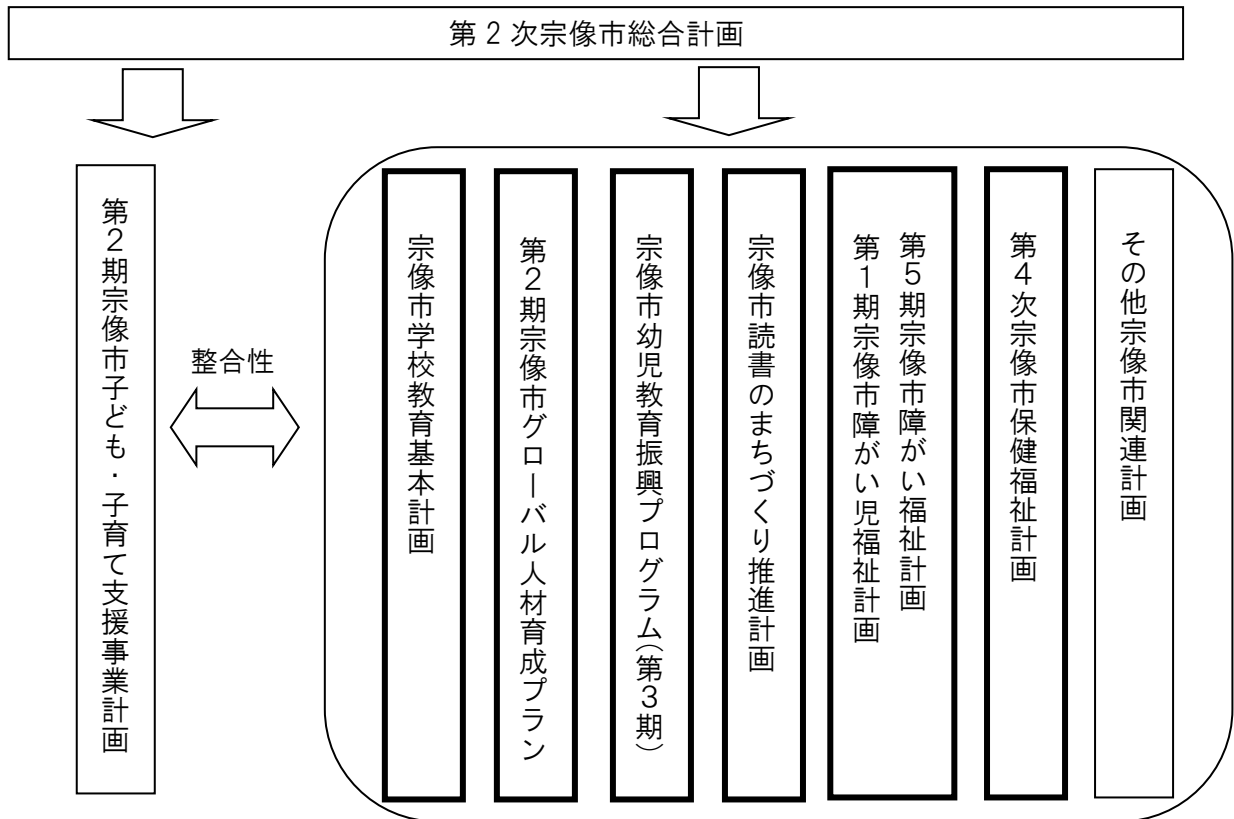 第2次宗像市総合計画
第2期宗像市子ども・子育て支援事業計画
整合性
宗像市学校教育基本計画
第2期宗像市グローバル人材育成プラン
宗像市幼児教育振興プログラム（第3期）
宗像市読書のまちづくり推進計画
第5期宗像市障がい福祉計画
第1期宗像市障がい児福祉計画
第4次宗像市保健福祉計画
その他宗像市関連計画